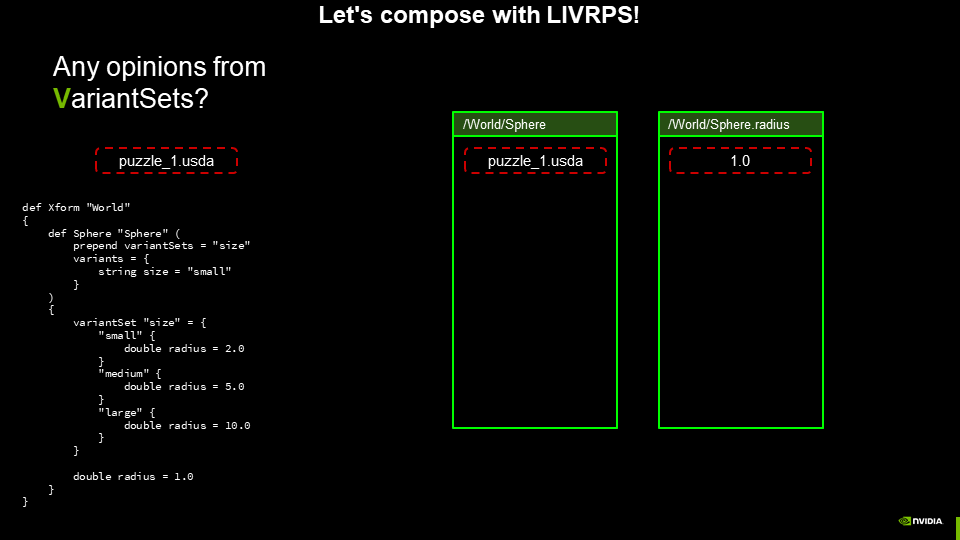 Let's compose with LIVRPS!
Any opinions from
VariantSets?
puzzle_1.usda
def Xform "World"
{
    def Sphere "Sphere" (
        prepend variantSets = "size"
        variants = {
            string size = "small"
        }
    )
    {
        variantSet "size" = {
            "small" {
                double radius = 2.0
            }
            "medium" {
                double radius = 5.0
            }
            "large" {
                double radius = 10.0
            }
        }

        double radius = 1.0
    }
}
/World/Sphere
puzzle_1.usda
/World/Sphere.radius
1.0
NVIDIA